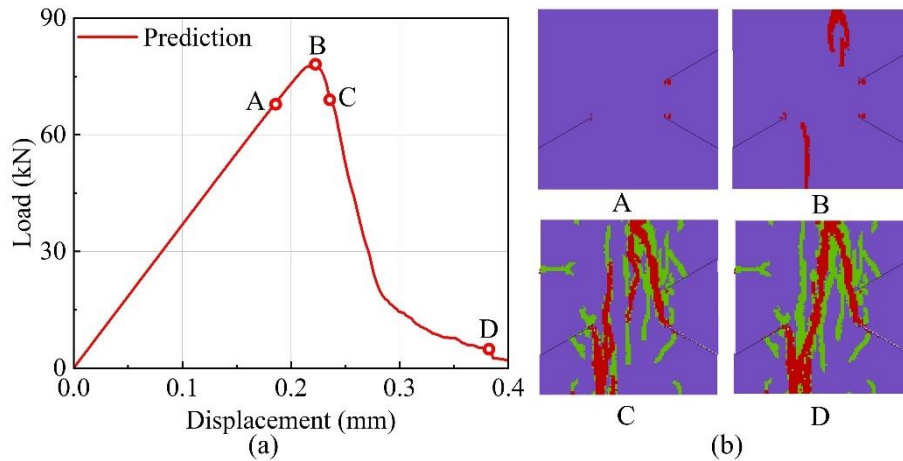 (a)
90
Prediction
B
A
C
60
Load (kN)
30
D
0
0.0
0.1
0.2
0.3
0.4
Displacement (mm)
(a)
A
B
C
D
(b)